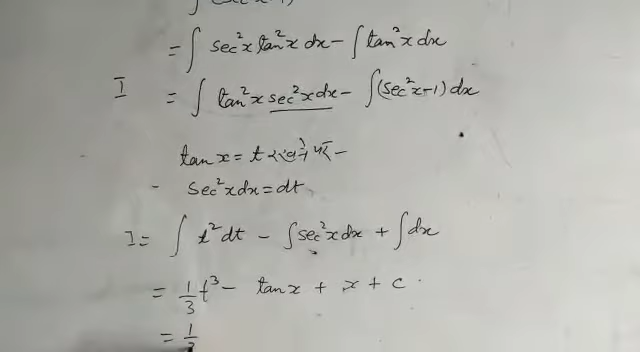 = ∫ sec²x tan²x dx - ∫ tan²x dx
I = ∫ tan²x sec²x dx - ∫ (sec²x-1) dx
tan x = t रखने पर -
sec²x dx = dt
I = ∫ t² dt - ∫ sec²x dx + ∫ dx
= 1/3 t³ - tan x + x + c
= 1/3